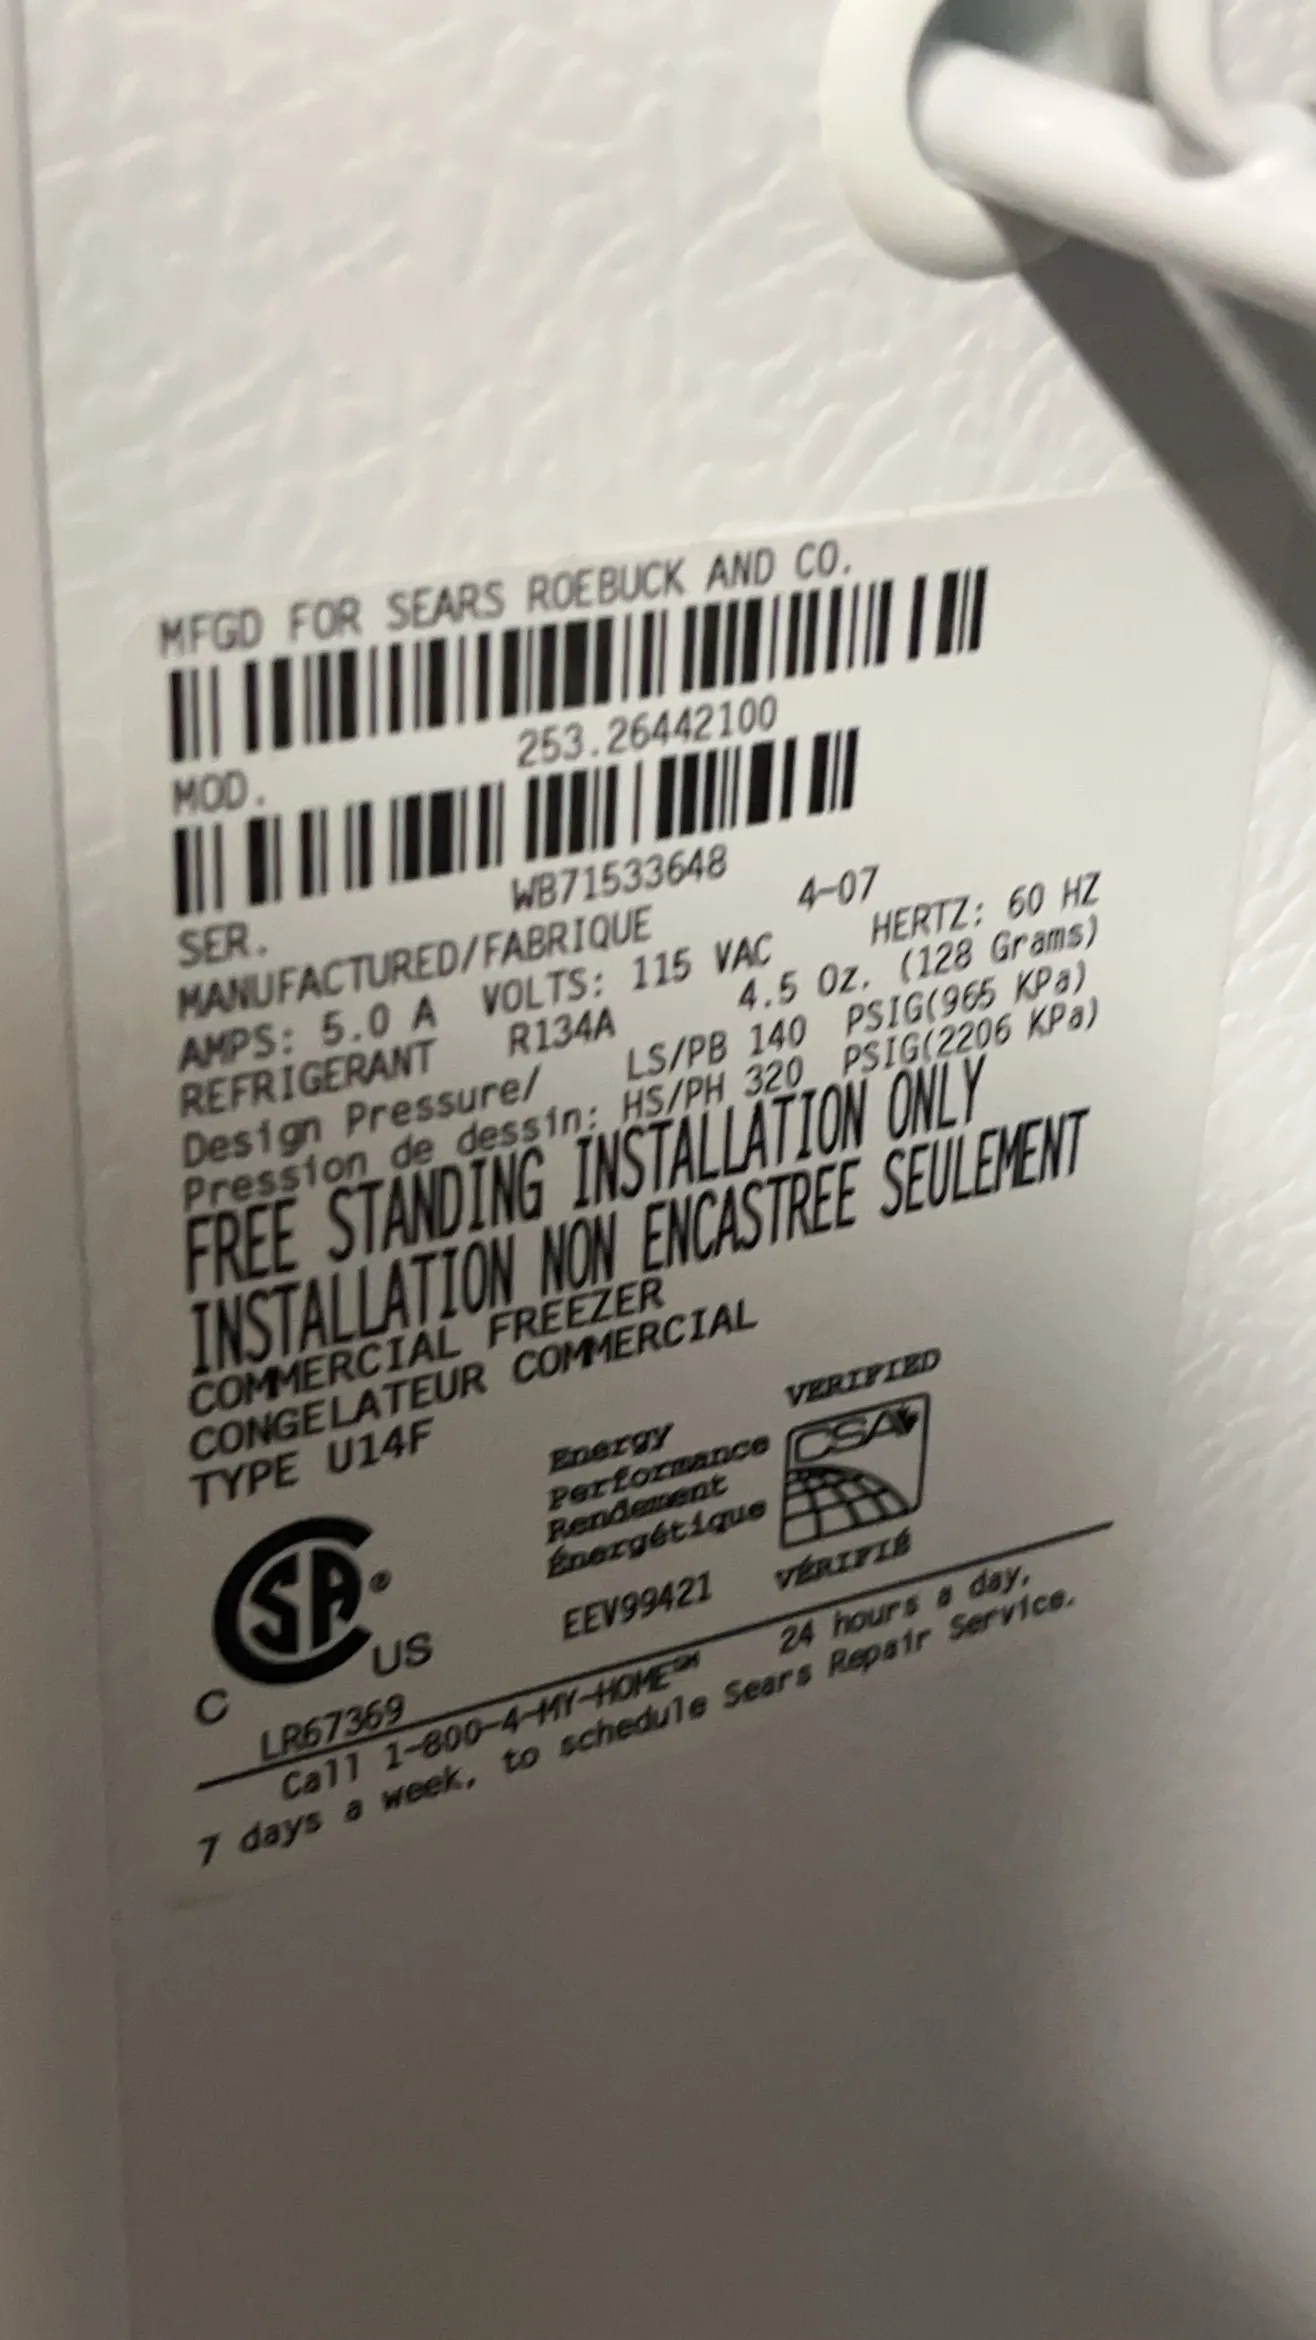 MFGD FOR SEARS ROEBUCK AND CO.
MOD. 253.26442100
SER. WB71533648
MANUFACTURED/FABRIQUE 4-07
AMPS: 5.0 A VOLTS: 115 VAC HERTZ: 60 HZ
REFRIGERANT R134A 4.5 Oz. (128 Grams)
Design Pressure/ LS/PB 140 PSIG(965 KPa)
Pression de dessin: HS/PH 320 PSIG(2206 KPa)
FREE STANDING INSTALLATION ONLY
INSTALLATION NON ENCASTREE SEULEMENT
COMMERCIAL FREEZER
CONGELATEUR COMMERCIAL
TYPE U14F
VERIFIED
Energy
Performance
Rendement
Énergétique
CSA
VÉRIFIÉ
EEV99421
CSA®
C US
LR67369
Call 1-800-4-MY-HOME℠ 24 hours a day,
7 days a week, to schedule Sears Repair Service.